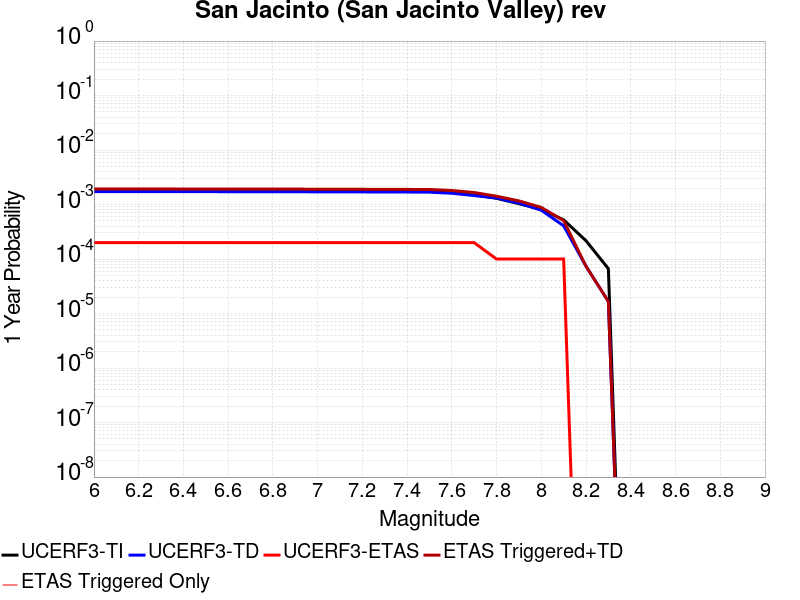 San Jacinto (San Jacinto Valley) rev
10^0
10^-1
10^-2
10^-3
10^-4
10^-5
10^-6
10^-7
10^-8
1 Year Probability
6 6.2 6.4 6.6 6.8 7 7.2 7.4 7.6 7.8 8 8.2 8.4 8.6 8.8 9
Magnitude
UCERF3-TI UCERF3-TD UCERF3-ETAS ETAS Triggered+TD
ETAS Triggered Only